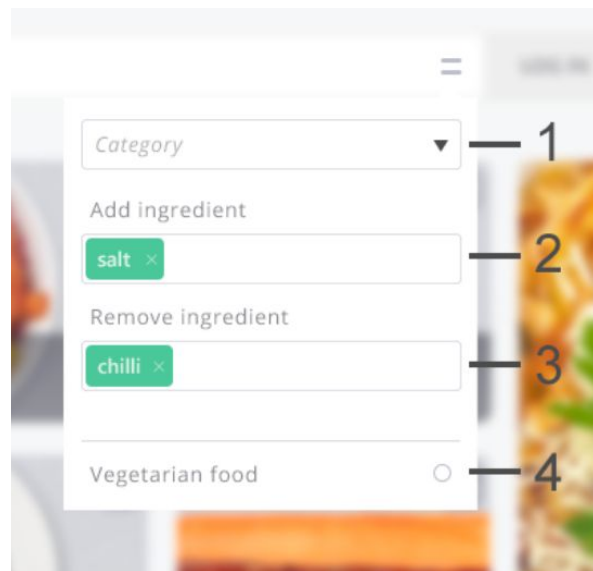 Category
1
Add ingredient
salt ×
2
Remove ingredient
chilli ×
3
Vegetarian food
4